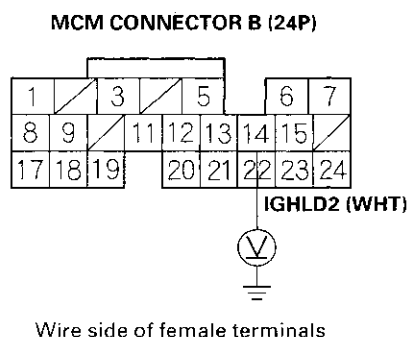 MCM CONNECTOR B (24P)
1 3 5 6 7
8 9 11 12 13 14 15
17 18 19 20 21 22 23 24
IGHLD2 (WHT)
V
Wire side of female terminals